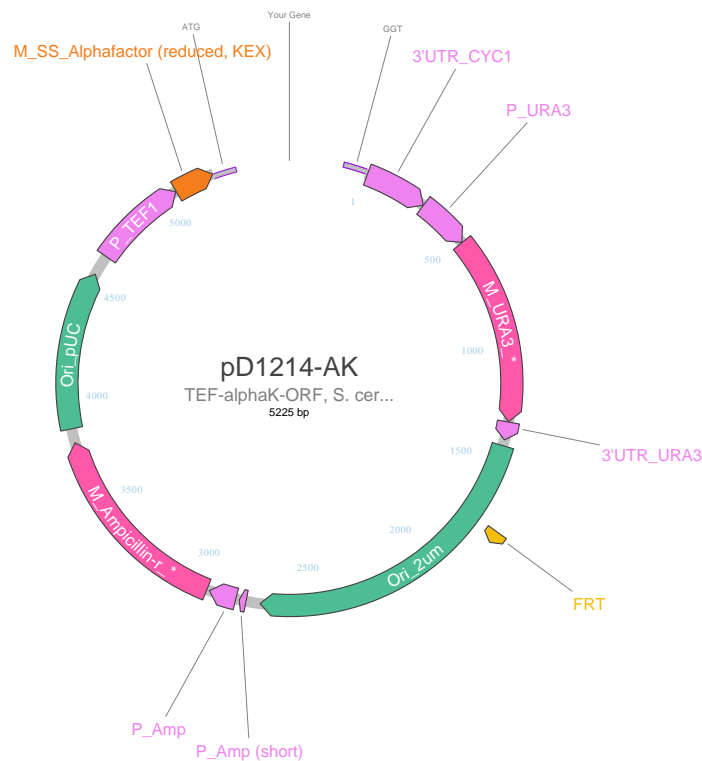 Your Gene
ATG
GGT
M_SS_Alphafactor (reduced, KEX)
3'UTR_CYC1
P_URA3
1
5000
P_TEF1
500
M_URA3_*
4500
1000
pD1214-AK
TEF-alphaK-ORF, S. cer...
5225 bp
Ori_pUC
4000
1500
3'UTR_URA3
3500
2000
M_Ampicillin-r_*
3000
2500
Ori_2um
FRT
P_Amp
P_Amp (short)